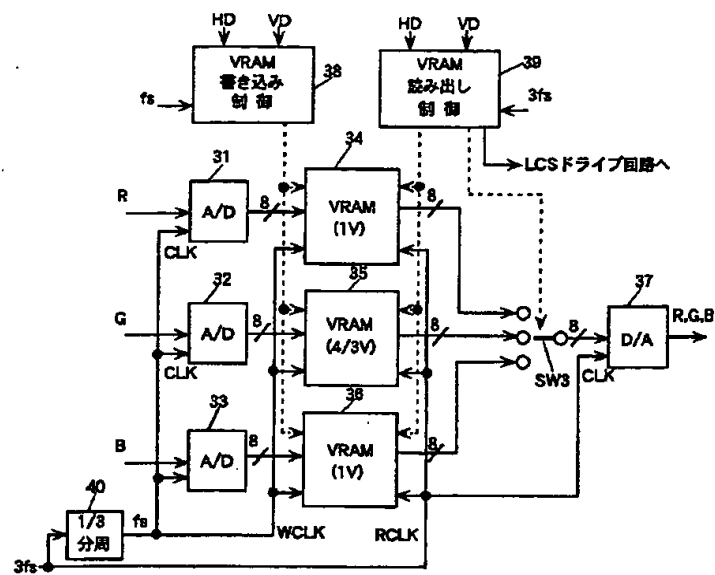 HD VD
VRAM
書き込み
制御
38
fs
HD VD
VRAM
読み出し
制御
39
3fs
LCSドライブ回路へ
R
31
A/D
CLK
8
34
VRAM
(1V)
8
G
32
A/D
CLK
8
35
VRAM
(4/3V)
8
SW3
8
37
D/A
CLK
R,G,B
B
33
A/D
8
36
VRAM
(1V)
8
40
1/3
分周
fs
3fs
WCLK
RCLK